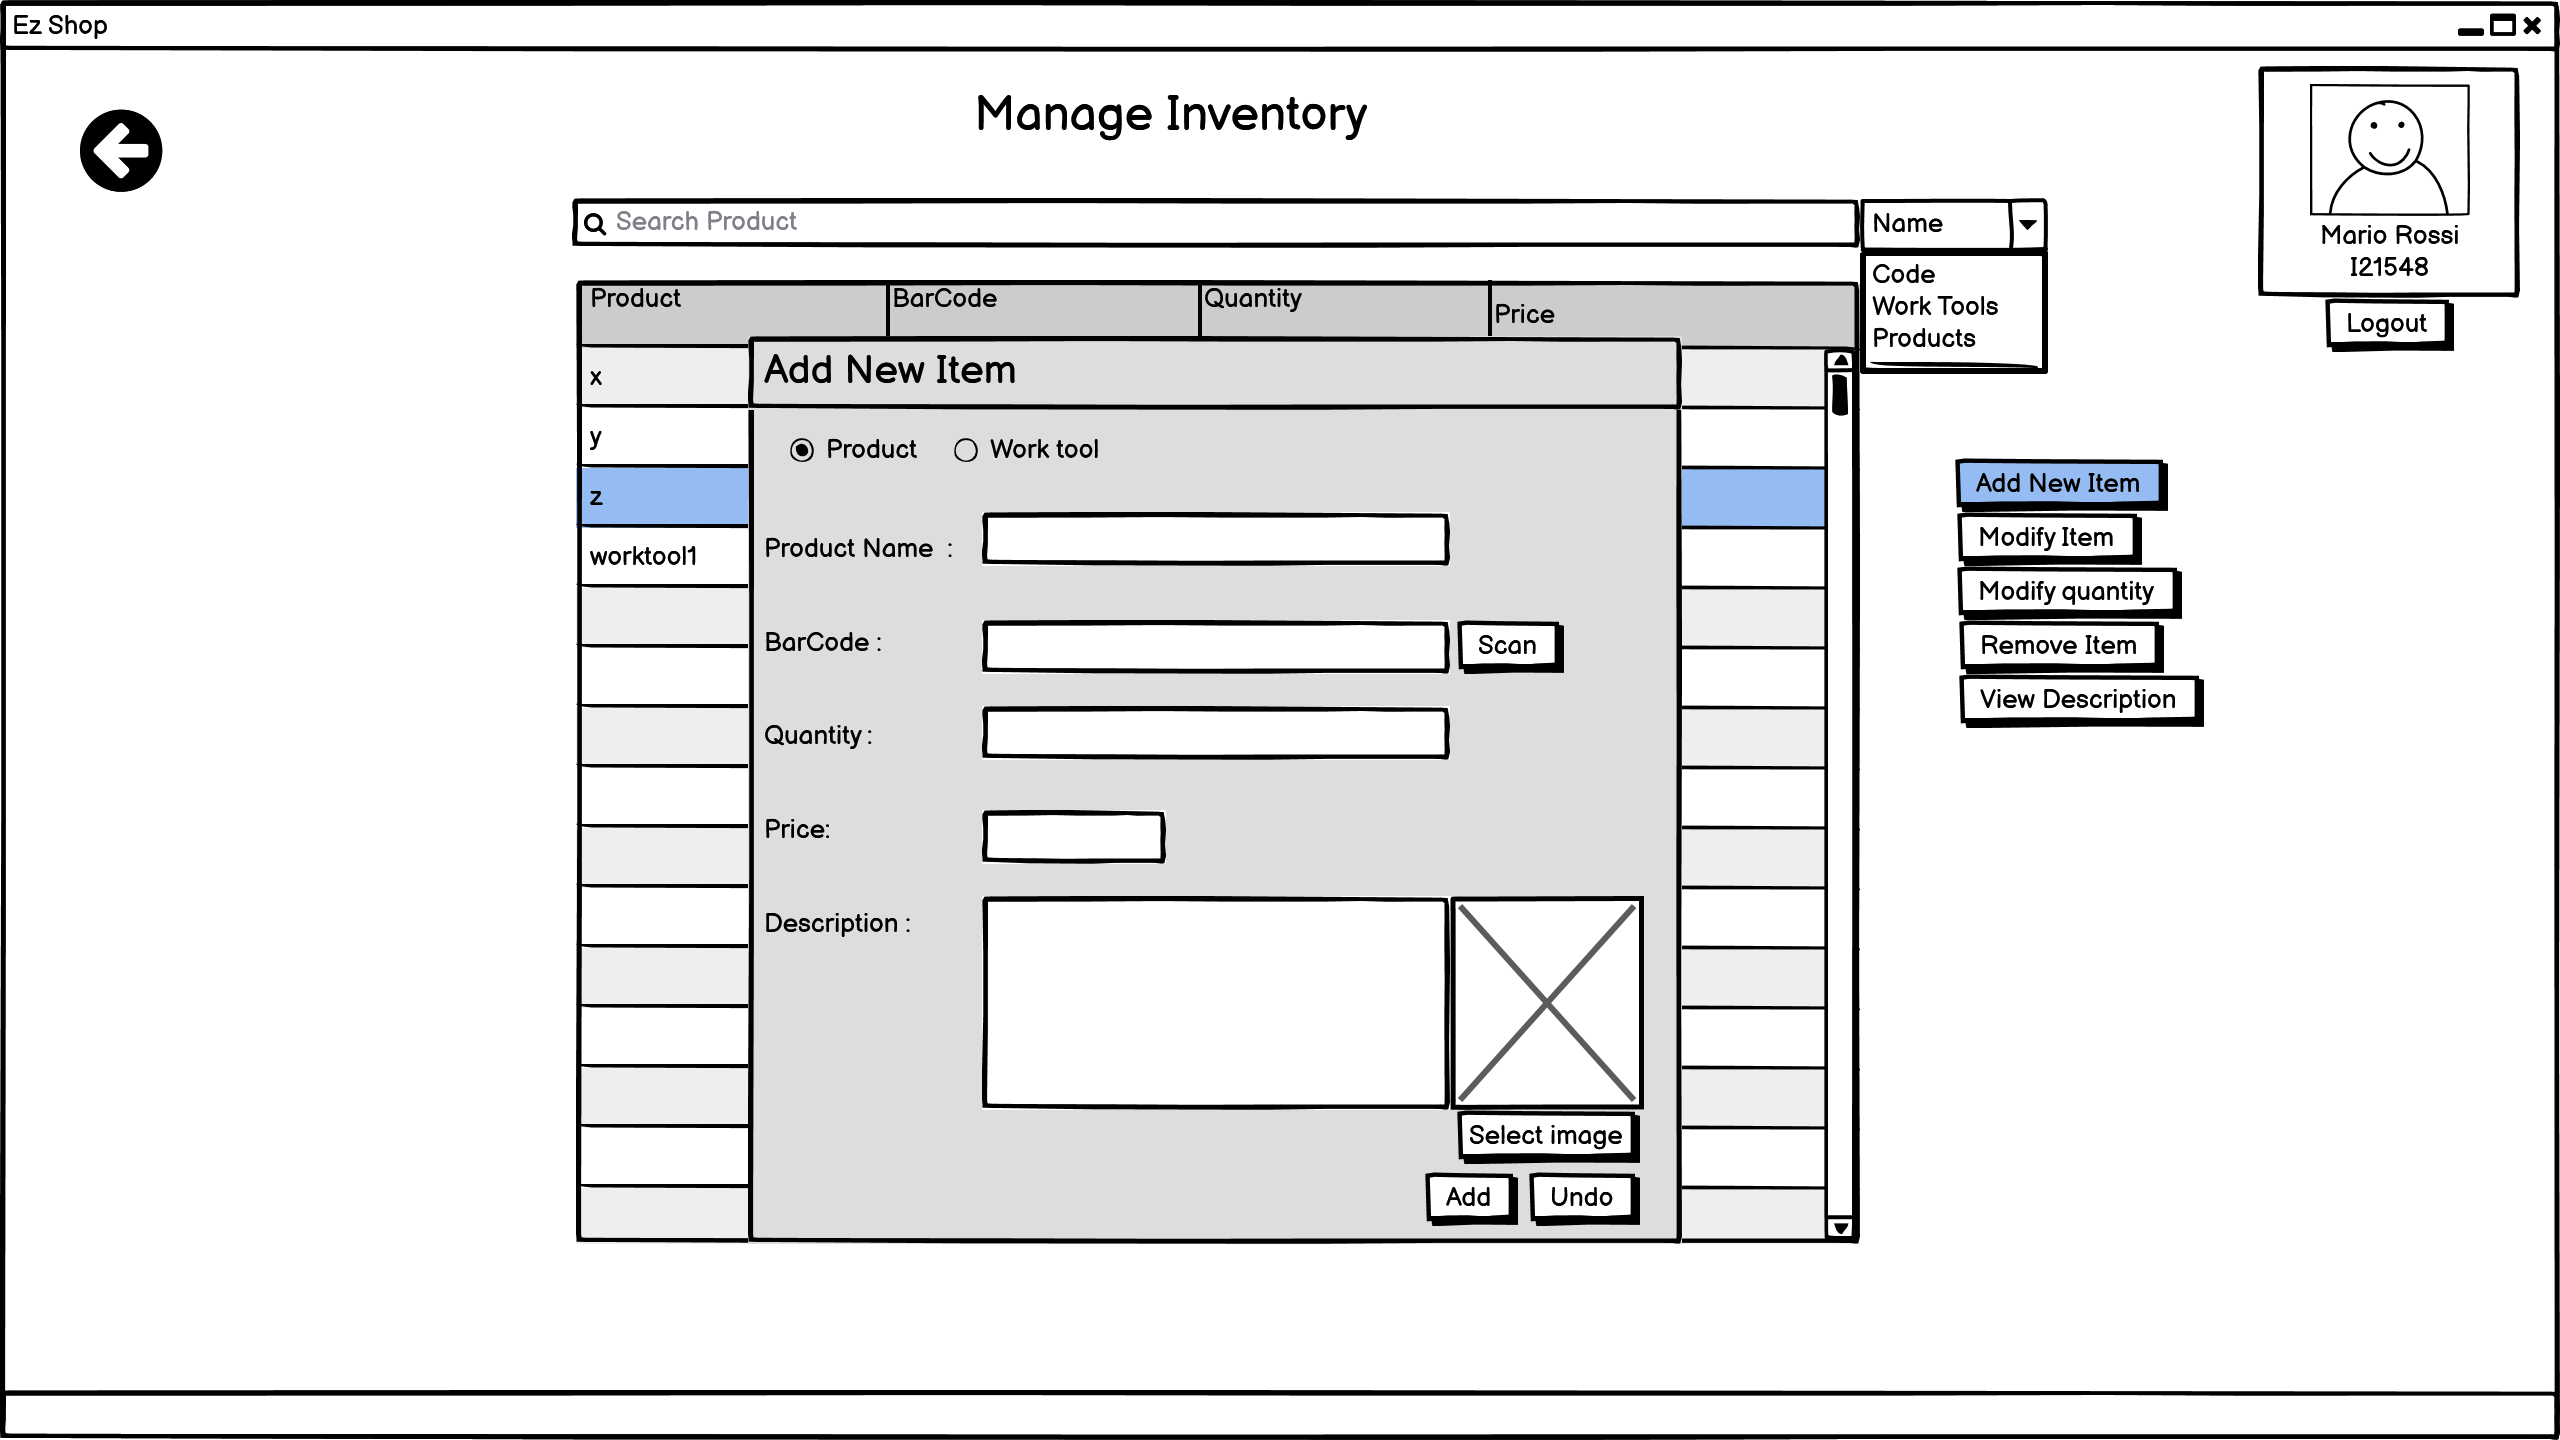 Ez Shop
Manage Inventory
Search Product
Name
Code
Work Tools
Products
Mario Rossi
I21548
Logout
Product BarCode Quantity Price
x
y
z
worktool1
Add New Item
Product Work tool
Product Name :
BarCode : Scan
Quantity :
Price:
Description :
Select image
Add Undo
Add New Item
Modify Item
Modify quantity
Remove Item
View Description